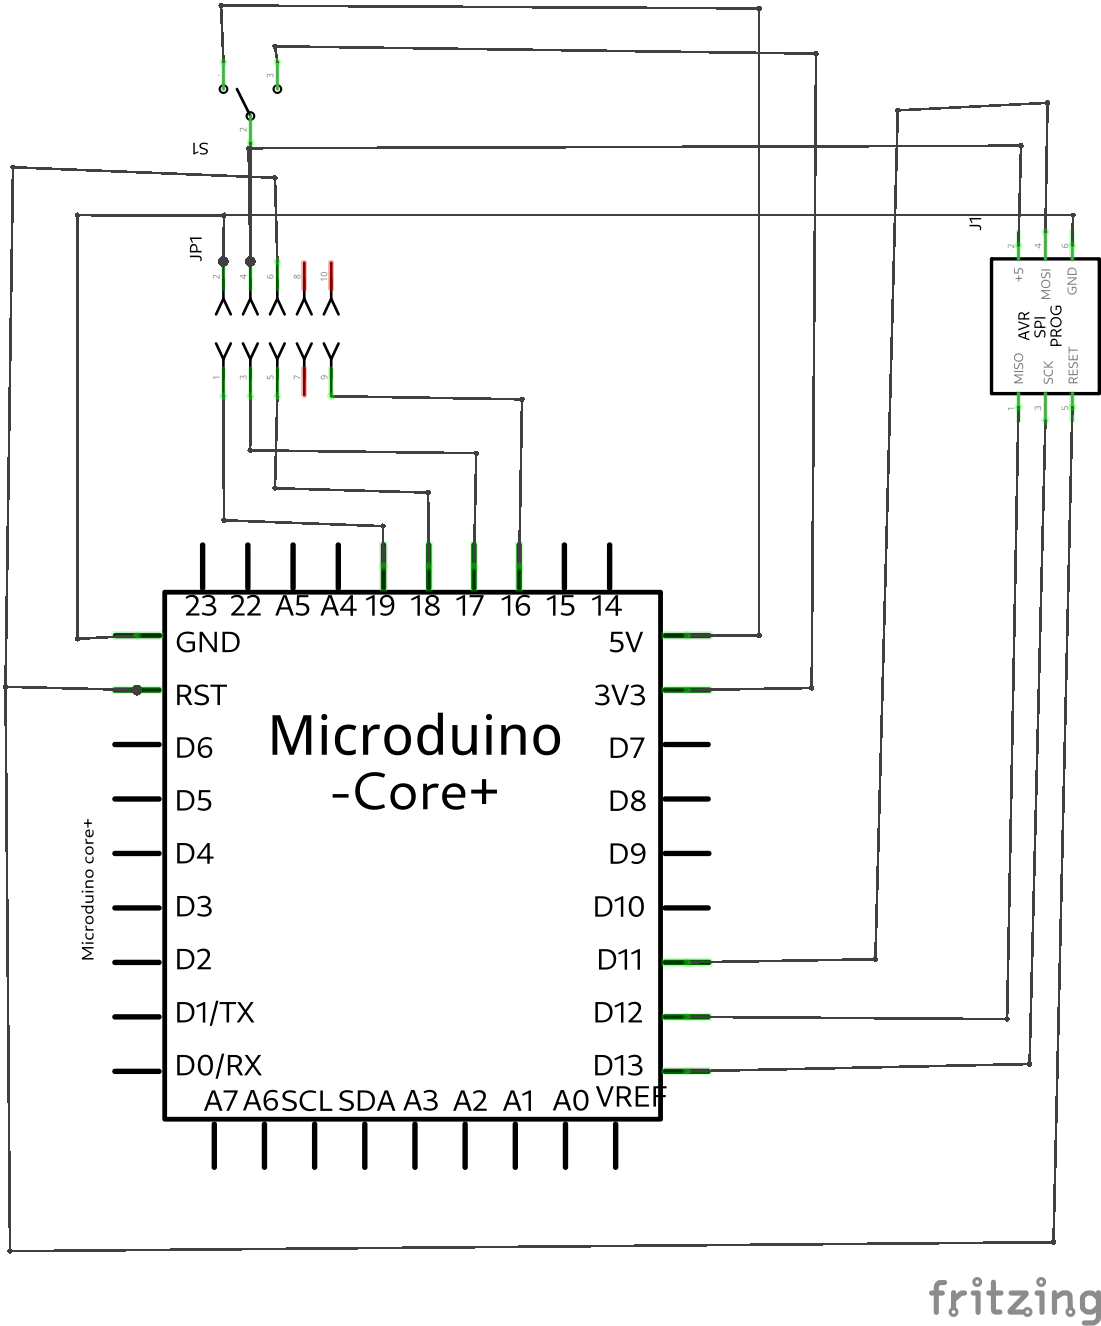 1
3
2
S1
JP1
2
4
6
8
10
1
3
5
7
9
J1
2
4
6
+5
MOSI
GND
AVR
SPI
PROG
MISO
SCK
RESET
1
3
5
23 22 A5 A4 19 18 17 16 15 14
GND 5V
RST 3V3
Microduino
-Core+
D6 D7
D5 D8
D4 D9
D3 D10
D2 D11
D1/TX D12
D0/RX D13
A7 A6 SCL SDA A3 A2 A1 A0 VREF
Microduino core+
fritzing